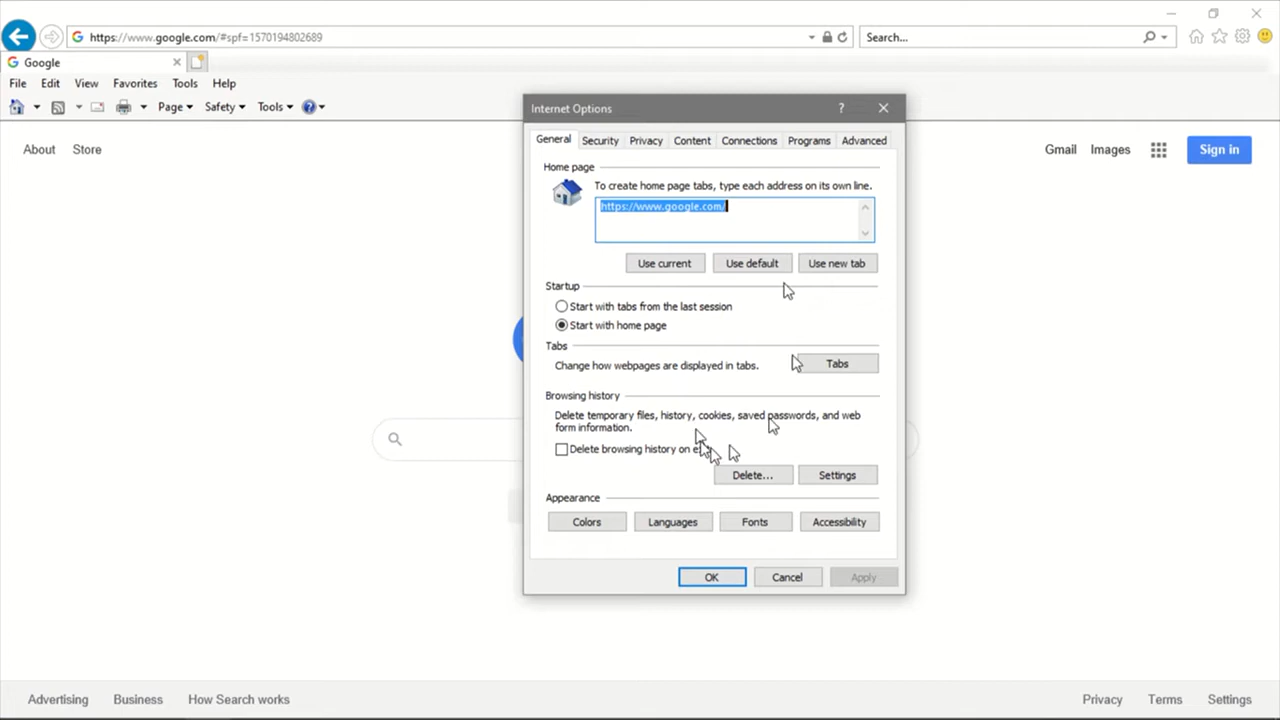 https://www.google.com/#spf=1570194802689
Search...
Google
File Edit View Favorites Tools Help
Page Safety Tools
About Store
Gmail Images Sign in
Internet Options
General Security Privacy Content Connections Programs Advanced
Home page
To create home page tabs, type each address on its own line.
https://www.google.com/
Use current Use default Use new tab
Startup
Start with tabs from the last session
Start with home page
Tabs
Change how webpages are displayed in tabs.
Tabs
Browsing history
Delete temporary files, history, cookies, saved passwords, and web
form information.
Delete browsing history on
Delete... Settings
Appearance
Colors Languages Fonts Accessibility
OK Cancel Apply
Advertising Business How Search works
Privacy Terms Settings